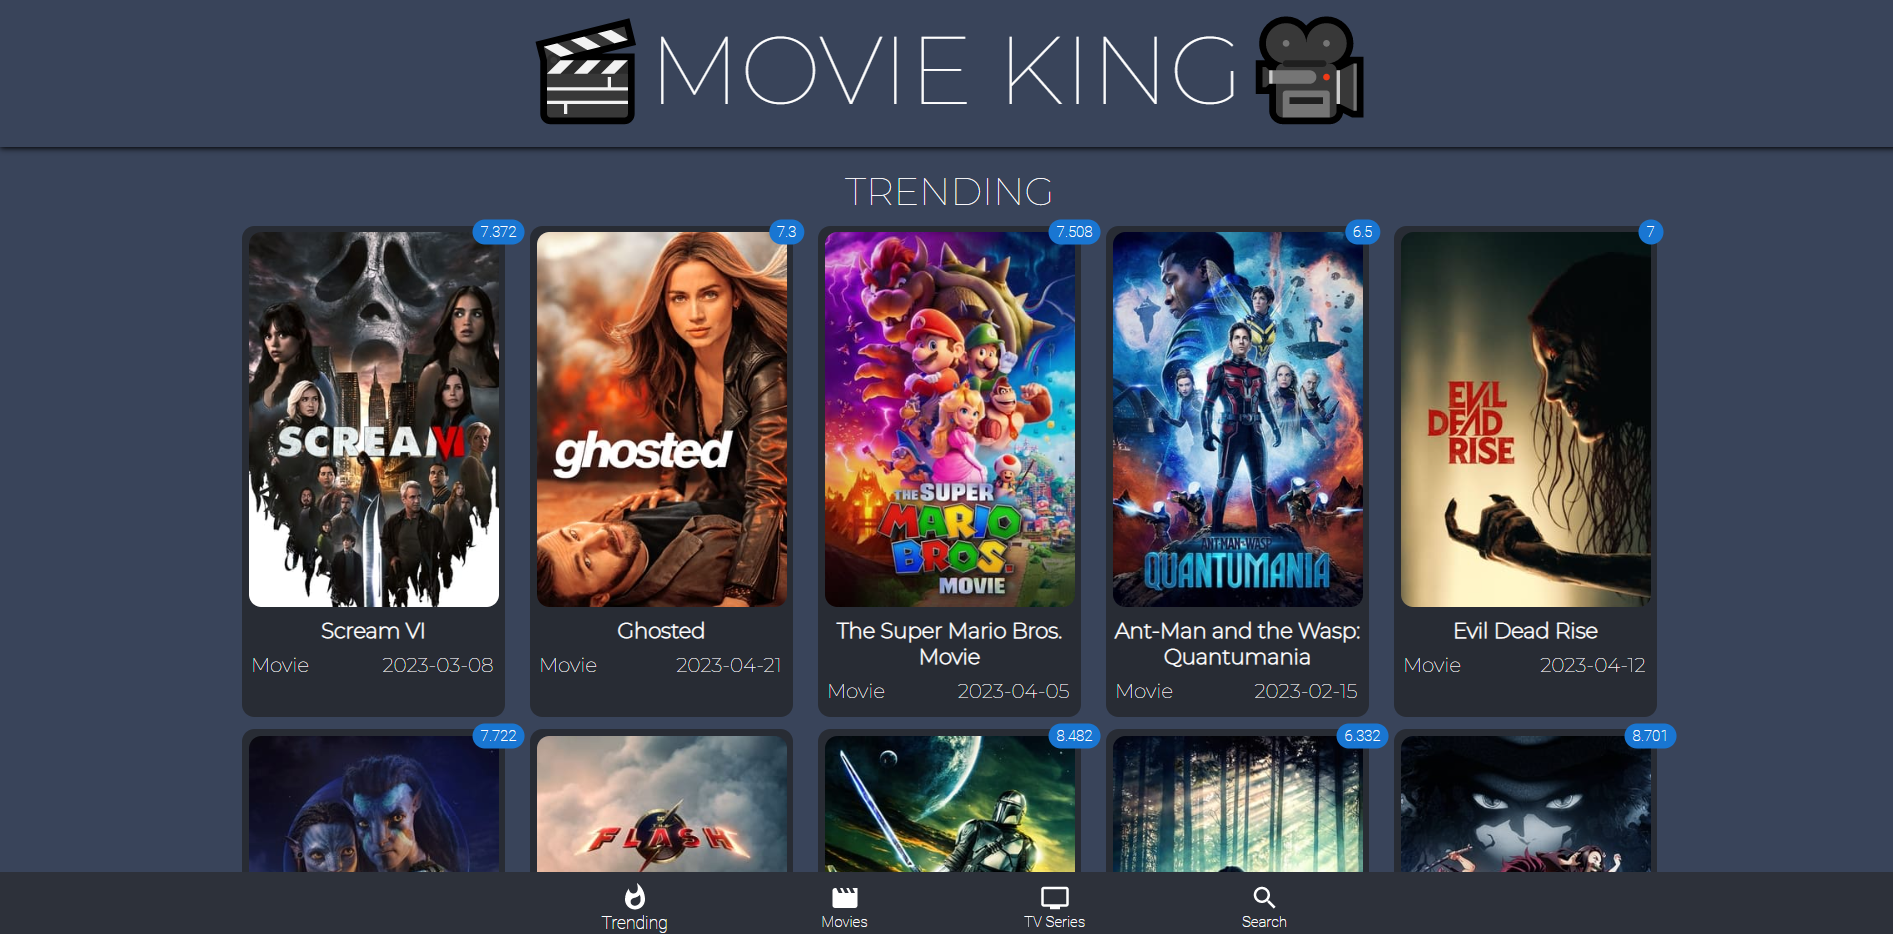 MOVIE KING
TRENDING
7.372
7.3
7.508
6.5
7
SCREAM VI
ghosted
THE SUPER
MARIO
BROS.
MOVIE
ANT-MAN AND THE WASP
QUANTUMANIA
EVIL
DEAD
RISE
Scream VI
Movie 2023-03-08
Ghosted
Movie 2023-04-21
The Super Mario Bros.
Movie
Movie 2023-04-05
Ant-Man and the Wasp:
Quantumania
Movie 2023-02-15
Evil Dead Rise
Movie 2023-04-12
7.722
8.482
6.332
8.701
DC
THE
FLASH
Trending
Movies
TV Series
Search